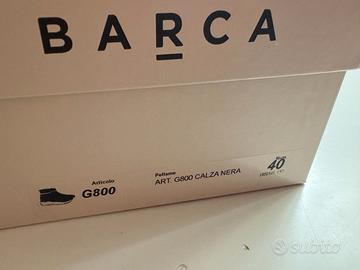 BARCA
Articolo
G800
Pellame
ART. G800 CALZA NERA
40
subito